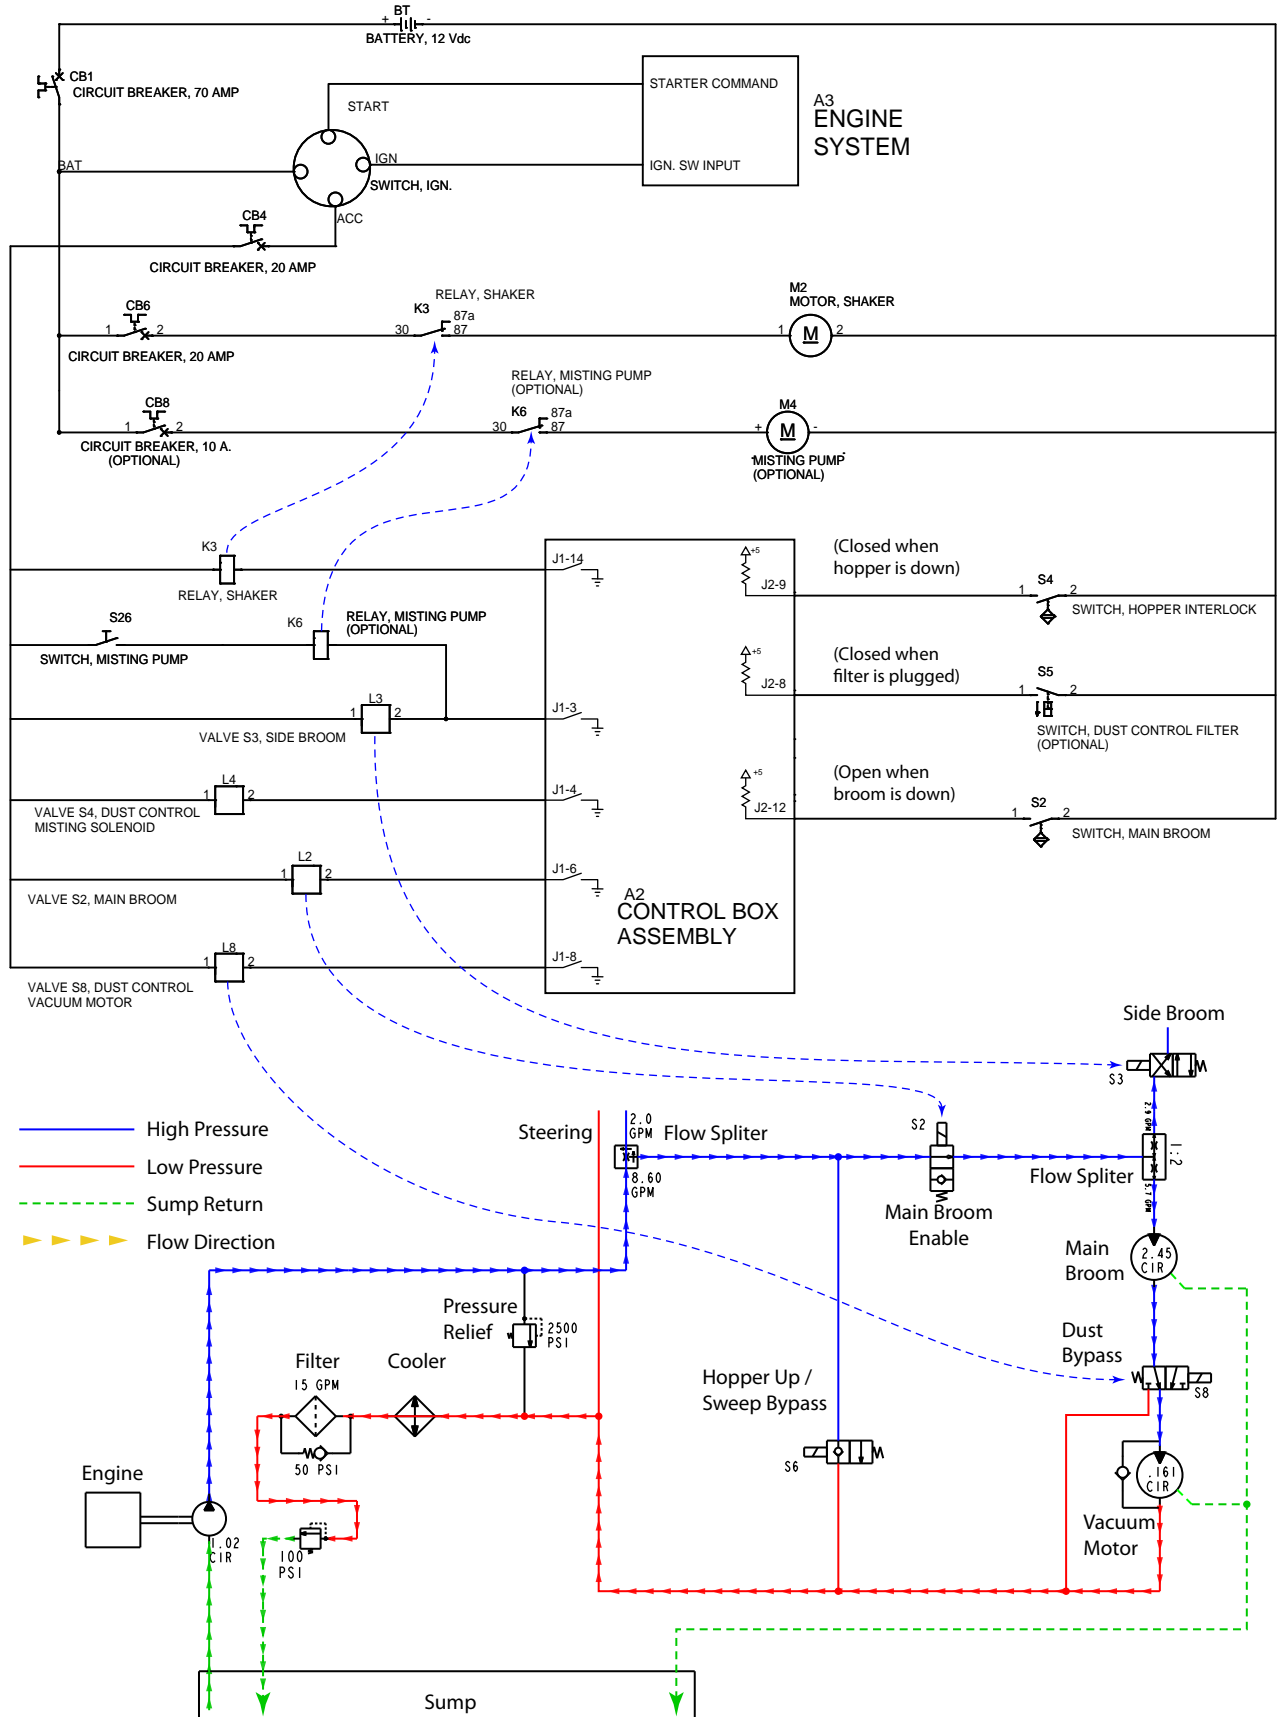 BT
+ -
BATTERY, 12 Vdc
CB1
CIRCUIT BREAKER, 70 AMP
STARTER COMMAND
START
A3
ENGINE
SYSTEM
BAT
IGN
IGN. SW INPUT
SWITCH, IGN.
ACC
CB4
CIRCUIT BREAKER, 20 AMP
RELAY, SHAKER
M2
MOTOR, SHAKER
CB6
K3
87a
1 2
30 87
1 M 2
CIRCUIT BREAKER, 20 AMP
RELAY, MISTING PUMP
(OPTIONAL)
CB8
K6
87a
M4
1 2
30 87
+ M -
CIRCUIT BREAKER, 10 A.
(OPTIONAL)
MISTING PUMP
(OPTIONAL)
K3
J1-14
RELAY, SHAKER
+5
J2-9
(Closed when
hopper is down)
S4
1 2
SWITCH, HOPPER INTERLOCK
S26
K6
RELAY, MISTING PUMP
(OPTIONAL)
SWITCH, MISTING PUMP
+5
J2-8
(Closed when
filter is plugged)
S5
1 2
SWITCH, DUST CONTROL FILTER
(OPTIONAL)
L3
1 2
J1-3
VALVE S3, SIDE BROOM
L4
1 2
J1-4
VALVE S4, DUST CONTROL
MISTING SOLENOID
+5
J2-12
(Open when
broom is down)
S2
1 2
SWITCH, MAIN BROOM
L2
1 2
J1-6
VALVE S2, MAIN BROOM
A2
CONTROL BOX
ASSEMBLY
L8
1 2
J1-8
VALVE S8, DUST CONTROL
VACUUM MOTOR
Side Broom
S3
High Pressure
Low Pressure
Sump Return
Flow Direction
Steering
2.0
GPM
Flow Spliter
8.60
GPM
S2
Main Broom
Enable
2.9 GPM
Flow Spliter
1:2
5.7 GPM
Main
Broom
2.45
CIR
Pressure
Relief
2500
PSI
Dust
Bypass
S8
Filter
15 GPM
Cooler
50 PSI
Hopper Up /
Sweep Bypass
S6
Engine
1.02
CIR
100
PSI
.161
CIR
Vacuum
Motor
Sump